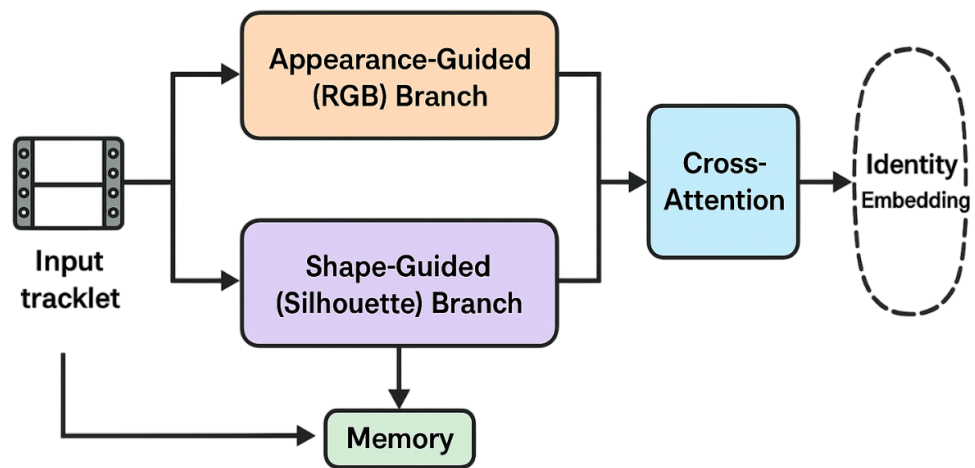 Appearance-Guided
(RGB) Branch
Input
tracklet
Shape-Guided
(Silhouette) Branch
Cross-
Attention
Identity
Embedding
Memory